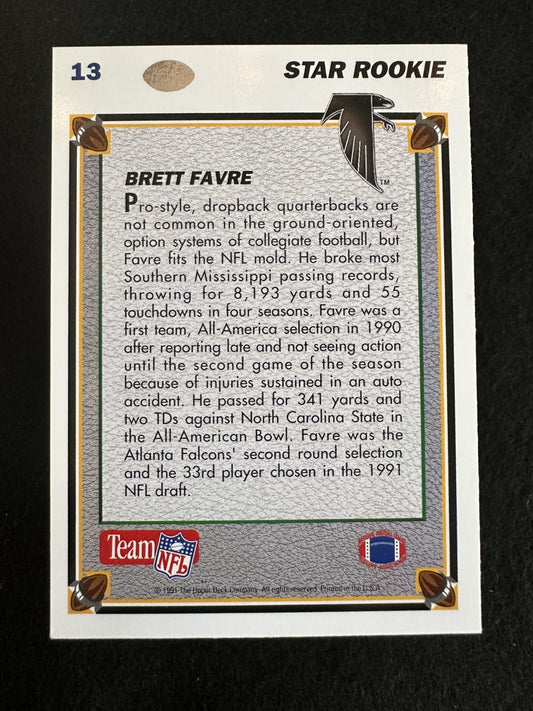 13 STAR ROOKIE
TM
BRETT FAVRE
Pro-style, dropback quarterbacks are
not common in the ground-oriented,
option systems of collegiate football, but
Favre fits the NFL mold. He broke most
Southern Mississippi passing records,
throwing for 8,193 yards and 55
touchdowns in four seasons. Favre was a
first team, All-America selection in 1990
after reporting late and not seeing action
until the second game of the season
because of injuries sustained in an auto
accident. He passed for 341 yards and
two TDs against North Carolina State in
the All-American Bowl. Favre was the
Atlanta Falcons' second round selection
and the 33rd player chosen in the 1991
NFL draft.
Team NFL
© 1991 The Upper Deck Company. All rights reserved. Printed in the U.S.A.